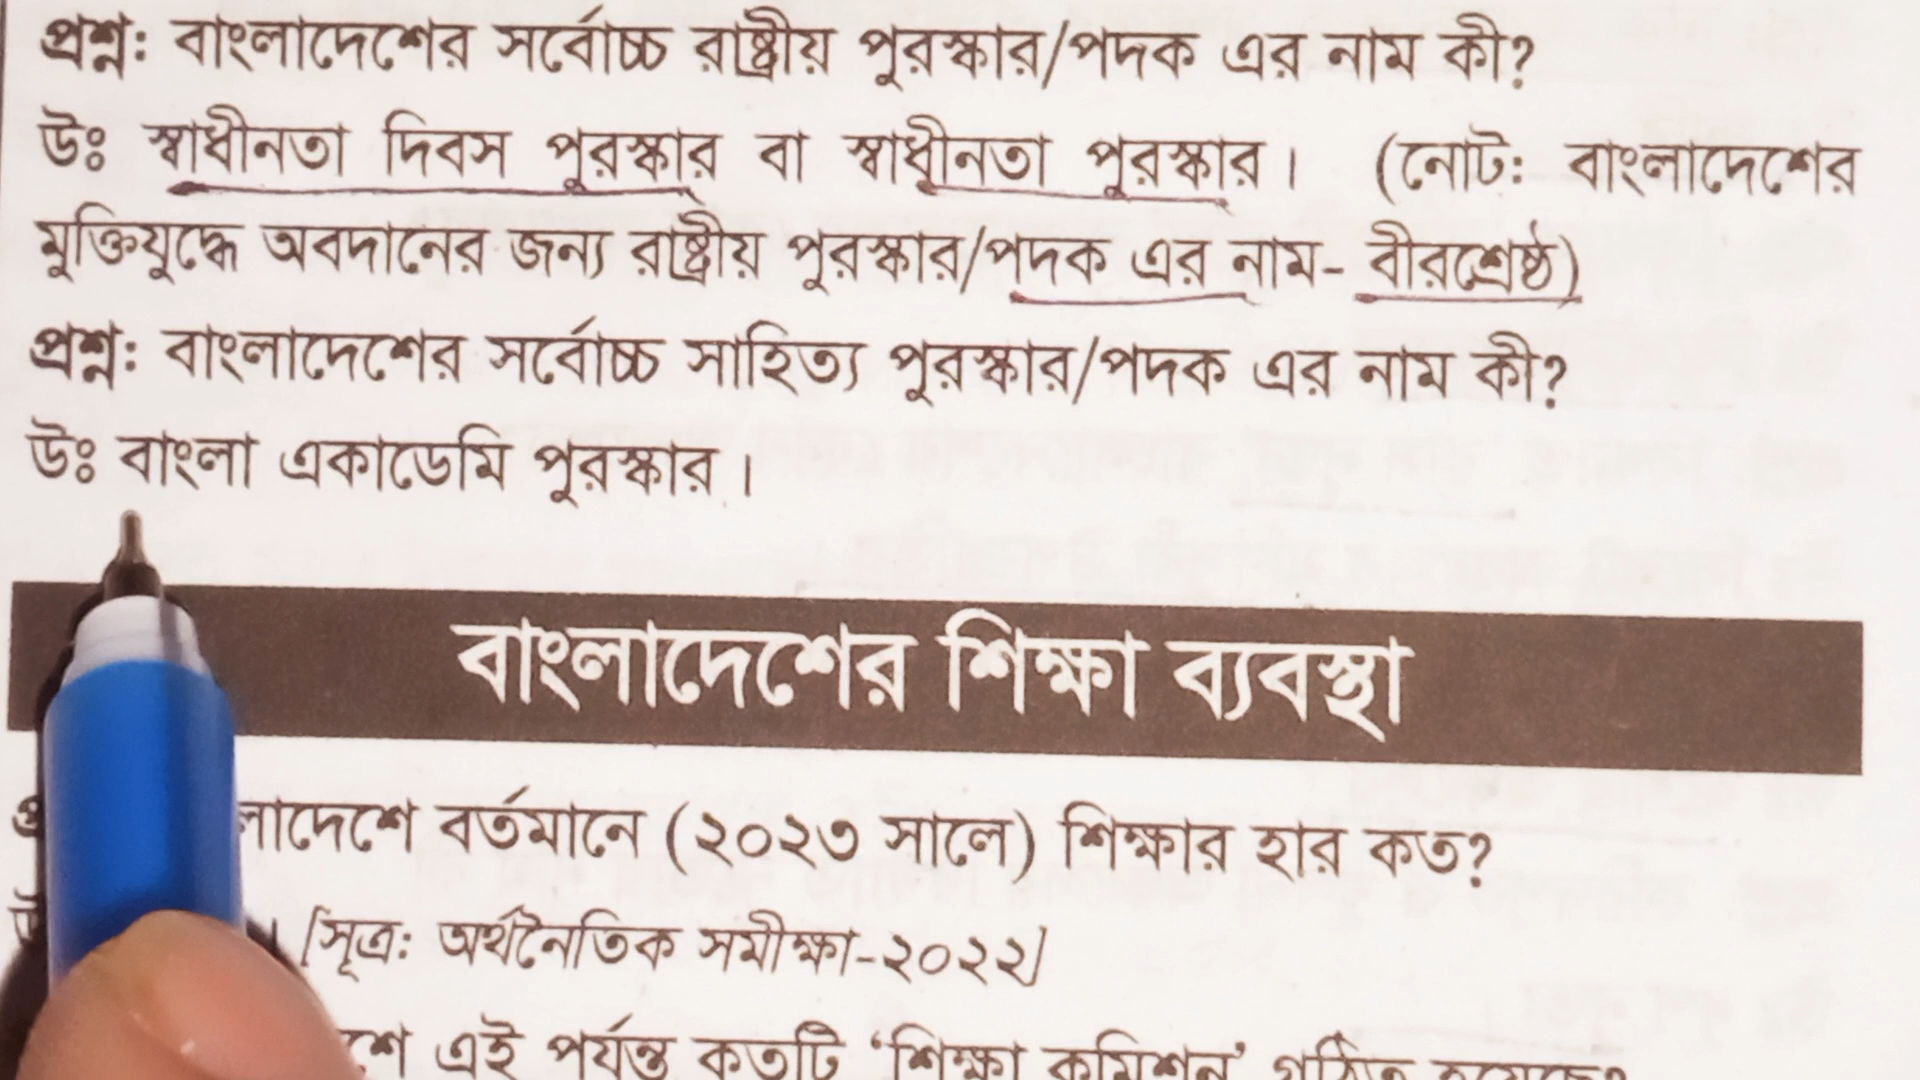 প্রশ্ন: বাংলাদেশের সর্বোচ্চ রাষ্ট্রীয় পুরস্কার/পদক এর নাম কী?
উঃ স্বাধীনতা দিবস পুরস্কার বা স্বাধীনতা পুরস্কার। (নোট: বাংলাদেশের
মুক্তিযুদ্ধে অবদানের জন্য রাষ্ট্রীয় পুরস্কার/পদক এর নাম- বীরশ্রেষ্ঠ)
প্রশ্ন: বাংলাদেশের সর্বোচ্চ সাহিত্য পুরস্কার/পদক এর নাম কী?
উঃ বাংলা একাডেমি পুরস্কার।
বাংলাদেশের শিক্ষা ব্যবস্থা
বর্তমানে (২০২৩ সালে) শিক্ষার হার কত?
[সূত্র: অর্থনৈতিক সমীক্ষা-২০২২]
এই পর্যন্ত কতটি ‘শিক্ষা কমিশন’ গঠিত হয়েছে?